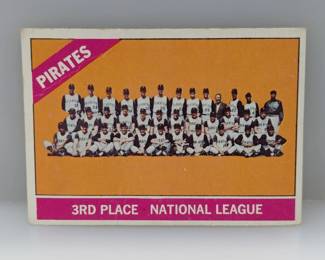 PIRATES
3RD PLACE NATIONAL LEAGUE